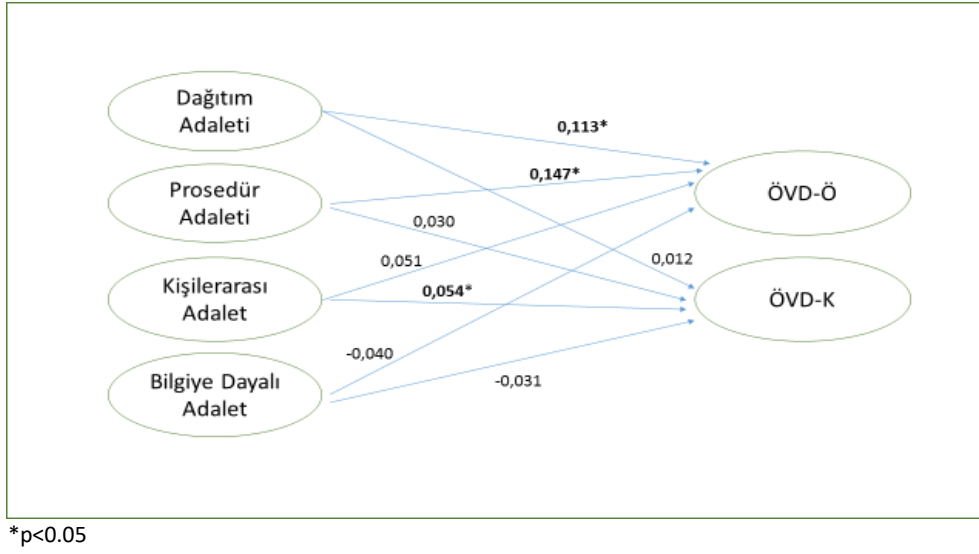 Dağıtım
Adaleti
0,113*
Prosedür
Adaleti
0,147*
ÖVD-Ö
0,030
0,051
0,012
Kişilerarası
Adalet
0,054*
ÖVD-K
-0,040
Bilgiye Dayalı
Adalet
-0,031
*p<0.05